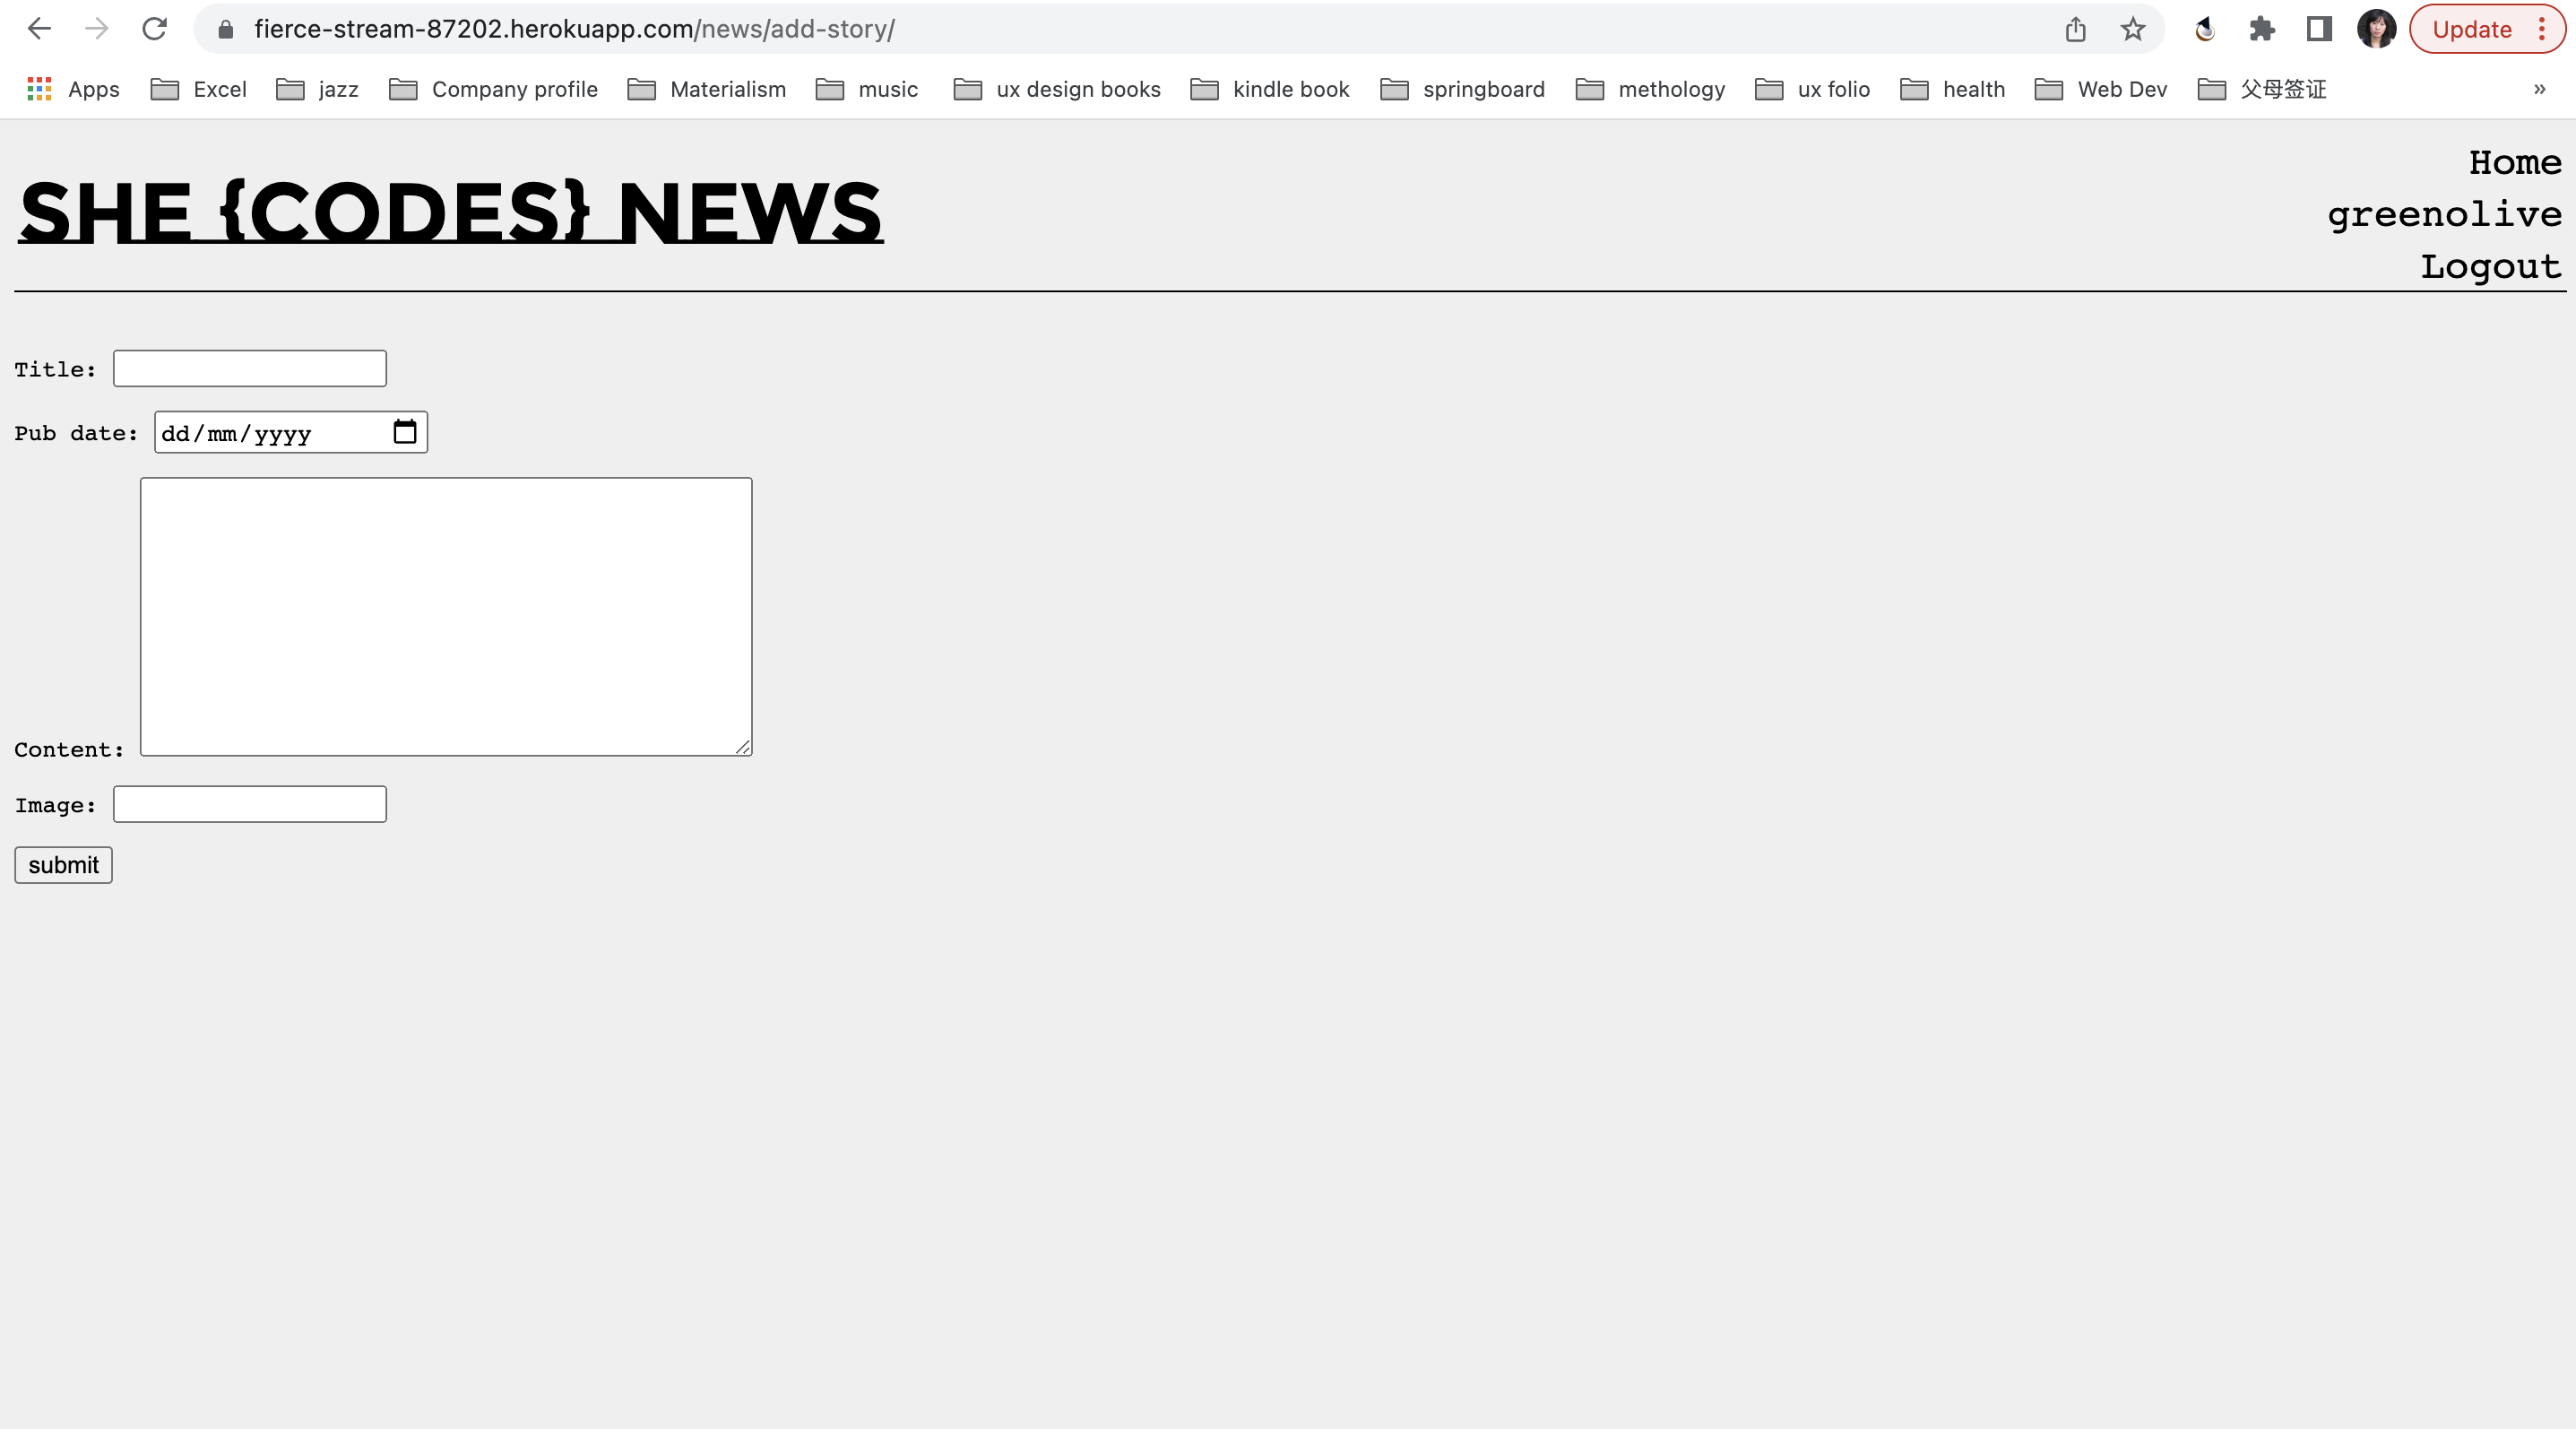 fierce-stream-87202.herokuapp.com/news/add-story/
Update
Apps Excel jazz Company profile Materialism music ux design books kindle book springboard methology ux folio health Web Dev 父母签证 »
SHE {CODES} NEWS
Home
greenolive
Logout
Title:
Pub date: dd/mm/yyyy
Content:
Image:
submit